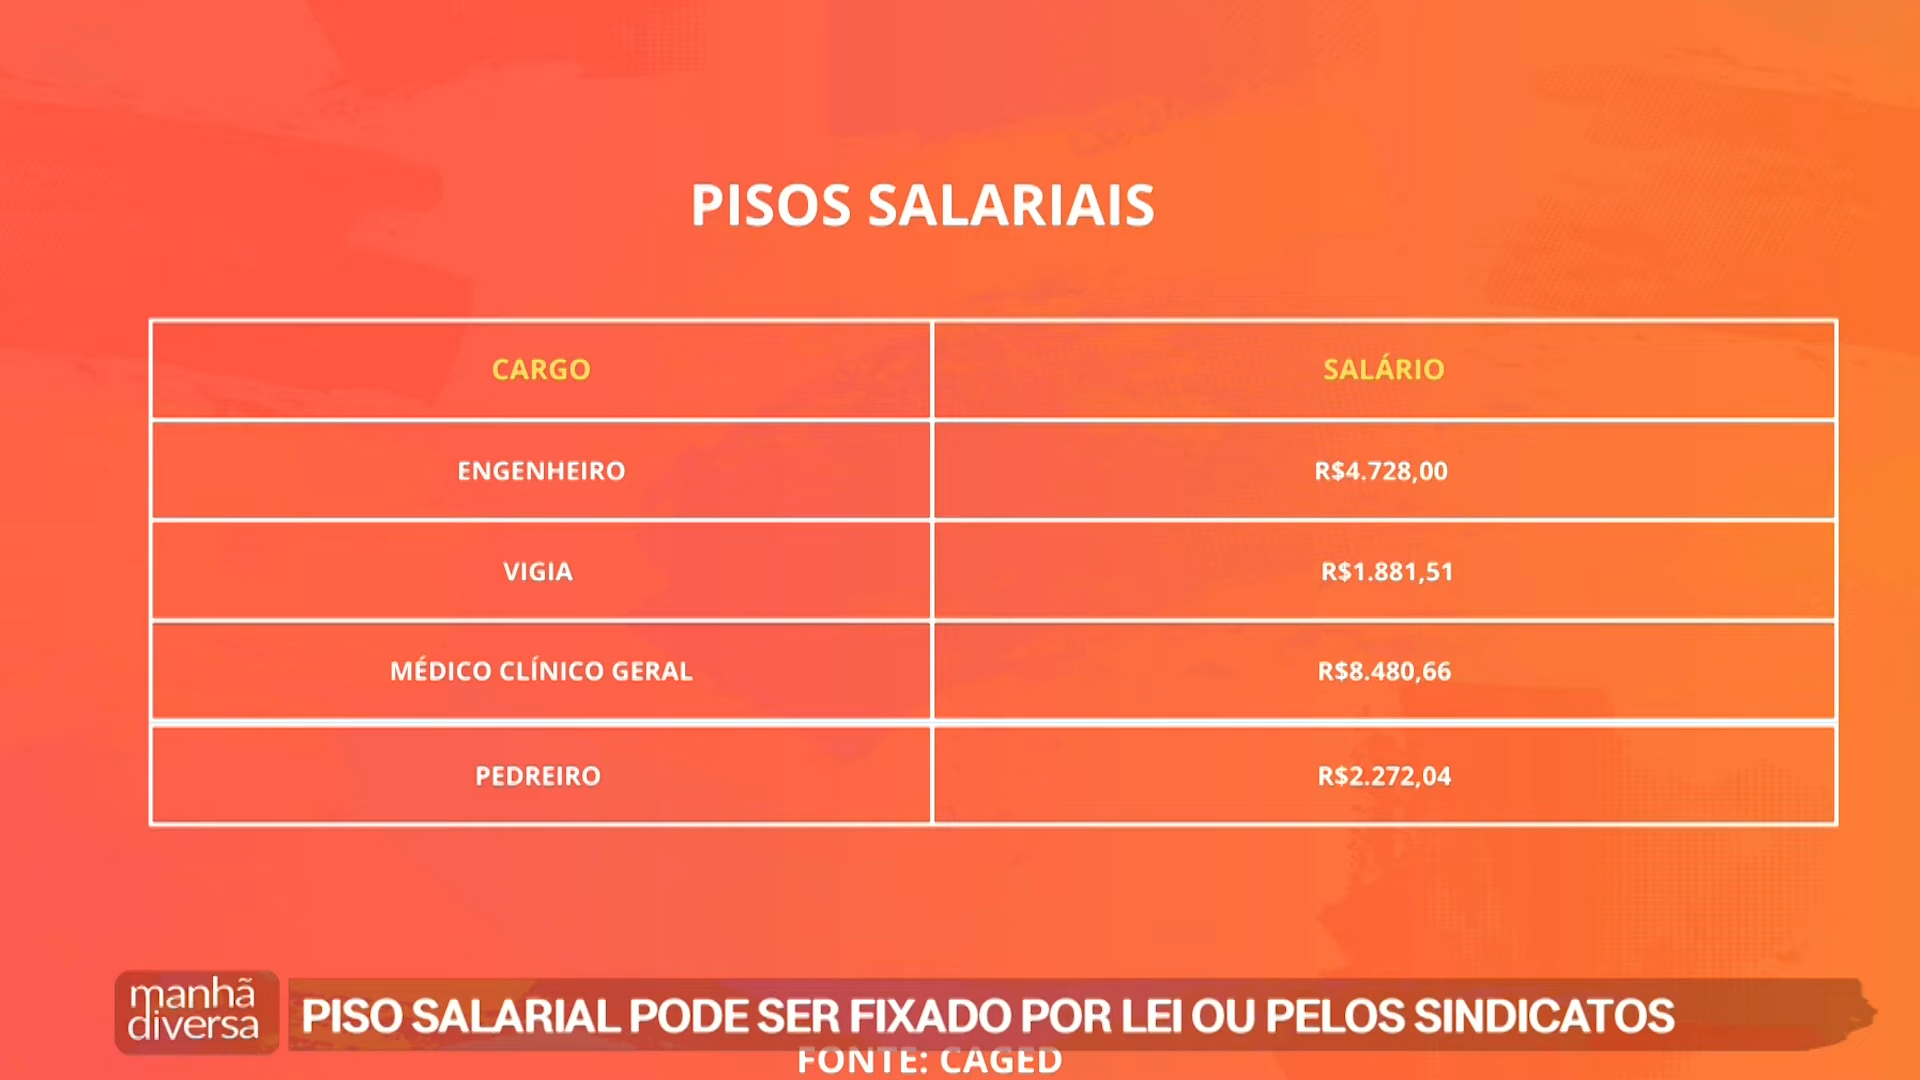 PISOS SALARIAIS
CARGO SALÁRIO
ENGENHEIRO R$4.728,00
VIGIA R$1.881,51
MÉDICO CLÍNICO GERAL R$8.480,66
PEDREIRO R$2.272,04
manhã
diversa
PISO SALARIAL PODE SER FIXADO POR LEI OU PELOS SINDICATOS
FONTE: CAGED